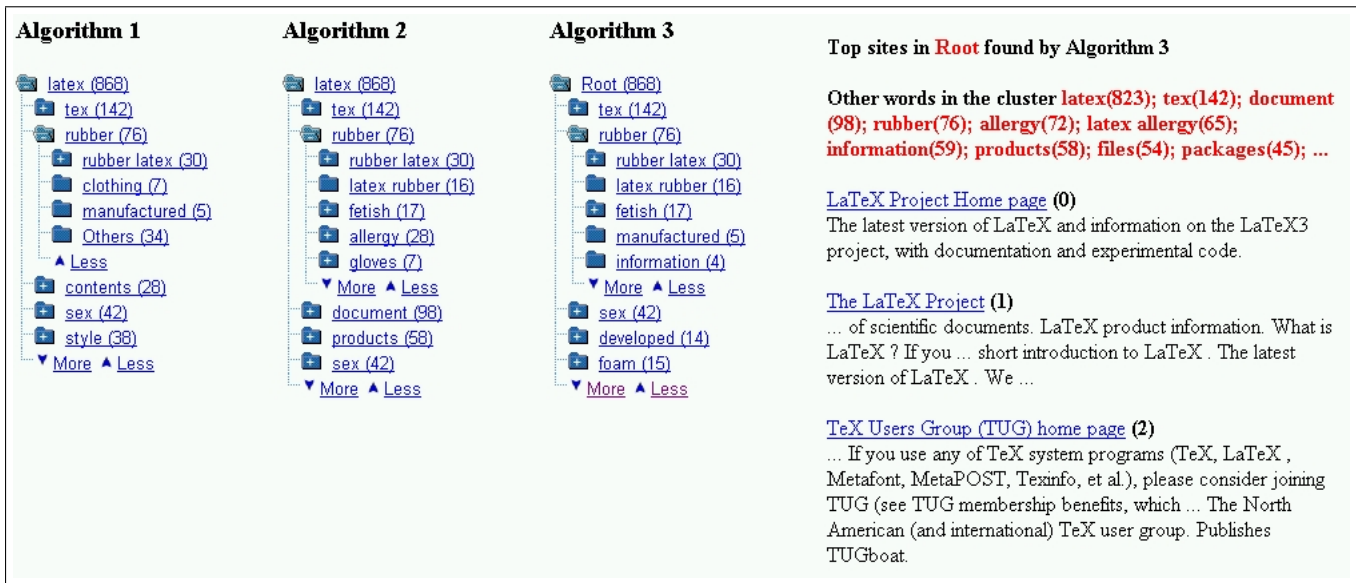 Algorithm 1
latex (868)
tex (142)
rubber (76)
rubber latex (30)
clothing (7)
manufactured (5)
Others (34)
Less
contents (28)
sex (42)
style (38)
More Less
Algorithm 2
latex (868)
tex (142)
rubber (76)
rubber latex (30)
latex rubber (16)
fetish (17)
allergy (28)
gloves (7)
More Less
document (98)
products (58)
sex (42)
More Less
Algorithm 3
Root (868)
tex (142)
rubber (76)
rubber latex (30)
latex rubber (16)
fetish (17)
manufactured (5)
information (4)
More Less
sex (42)
developed (14)
foam (15)
More Less
Top sites in Root found by Algorithm 3
Other words in the cluster latex(823); tex(142); document
(98); rubber(76); allergy(72); latex allergy(65);
information(59); products(58); files(54); packages(45); ...
LaTeX Project Home page (0)
The latest version of LaTeX and information on the LaTeX3
project, with documentation and experimental code.
The LaTeX Project (1)
... of scientific documents. LaTeX product information. What is
LaTeX ? If you ... short introduction to LaTeX . The latest
version of LaTeX . We ...
TeX Users Group (TUG) home page (2)
... If you use any of TeX system programs (TeX, LaTeX ,
Metafont, MetaPOST, Texinfo, et al.), please consider joining
TUG (see TUG membership benefits, which ... The North
American (and international) TeX user group. Publishes
TUGboat.